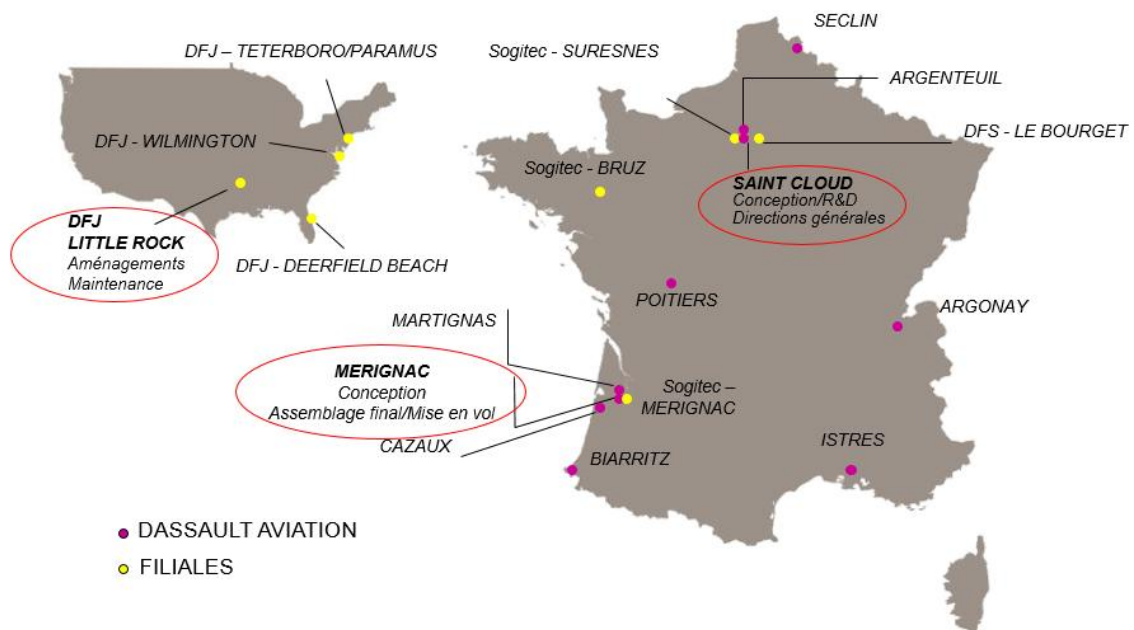 SECLIN
DFJ – TETERBORO/PARAMUS
Sogitec - SURESNES
ARGENTEUIL
DFJ - WILMINGTON
DFS - LE BOURGET
Sogitec - BRUZ
SAINT CLOUD
Conception/R&D
Directions générales
DFJ
LITTLE ROCK
Aménagements
Maintenance
DFJ - DEERFIELD BEACH
POITIERS
ARGONAY
MARTIGNAS
MERIGNAC
Conception
Assemblage final/Mise en vol
Sogitec –
MERIGNAC
CAZAUX
ISTRES
BIARRITZ
DASSAULT AVIATION
FILIALES